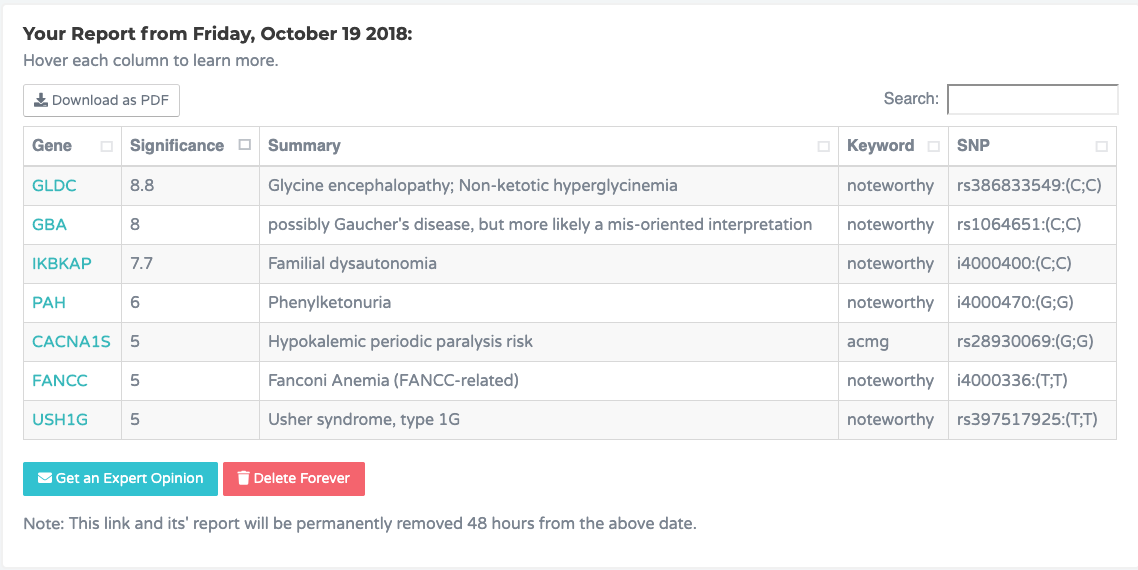 Your Report from Friday, October 19 2018:
Hover each column to learn more.
Download as PDF
Search:
Gene Significance Summary Keyword SNP
GLDC 8.8 Glycine encephalopathy; Non-ketotic hyperglycinemia noteworthy rs386833549:(C;C)
GBA 8 possibly Gaucher's disease, but more likely a mis-oriented interpretation noteworthy rs1064651:(C;C)
IKBKAP 7.7 Familial dysautonomia noteworthy i4000400:(C;C)
PAH 6 Phenylketonuria noteworthy i4000470:(G;G)
CACNA1S 5 Hypokalemic periodic paralysis risk acmg rs28930069:(G;G)
FANCC 5 Fanconi Anemia (FANCC-related) noteworthy i4000336:(T;T)
USH1G 5 Usher syndrome, type 1G noteworthy rs397517925:(T;T)
Get an Expert Opinion Delete Forever
Note: This link and its' report will be permanently removed 48 hours from the above date.